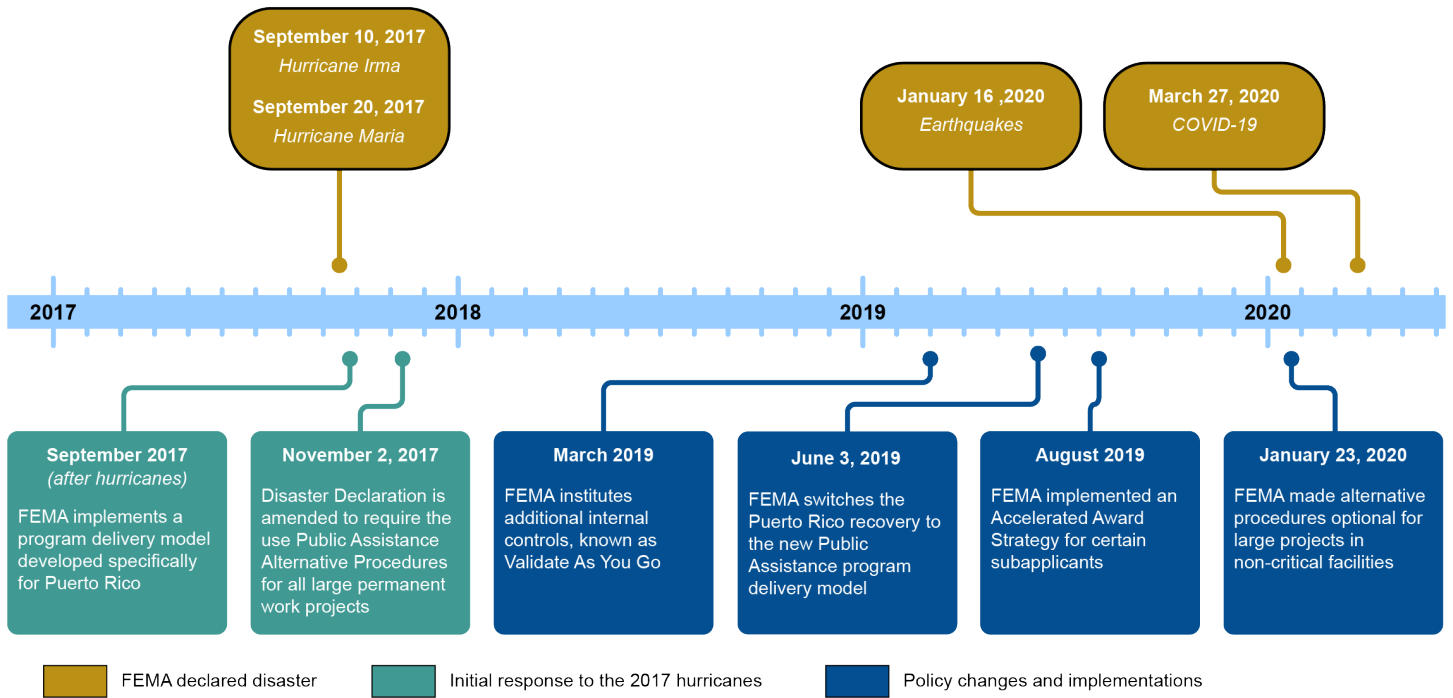 September 10, 2017
Hurricane Irma
September 20, 2017
Hurricane Maria
January 16 ,2020
Earthquakes
March 27, 2020
COVID-19
2017
2018
2019
2020
September 2017
(after hurricanes)
FEMA implements a
program delivery model
developed specifically
for Puerto Rico
November 2, 2017
Disaster Declaration is
amended to require the
use Public Assistance
Alternative Procedures
for all large permanent
work projects
March 2019
FEMA institutes
additional internal
controls, known as
Validate As You Go
June 3, 2019
FEMA switches the
Puerto Rico recovery to
the new Public
Assistance program
delivery model
August 2019
FEMA implemented an
Accelerated Award
Strategy for certain
subapplicants
January 23, 2020
FEMA made alternative
procedures optional for
large projects in
non-critical facilities
FEMA declared disaster
Initial response to the 2017 hurricanes
Policy changes and implementations